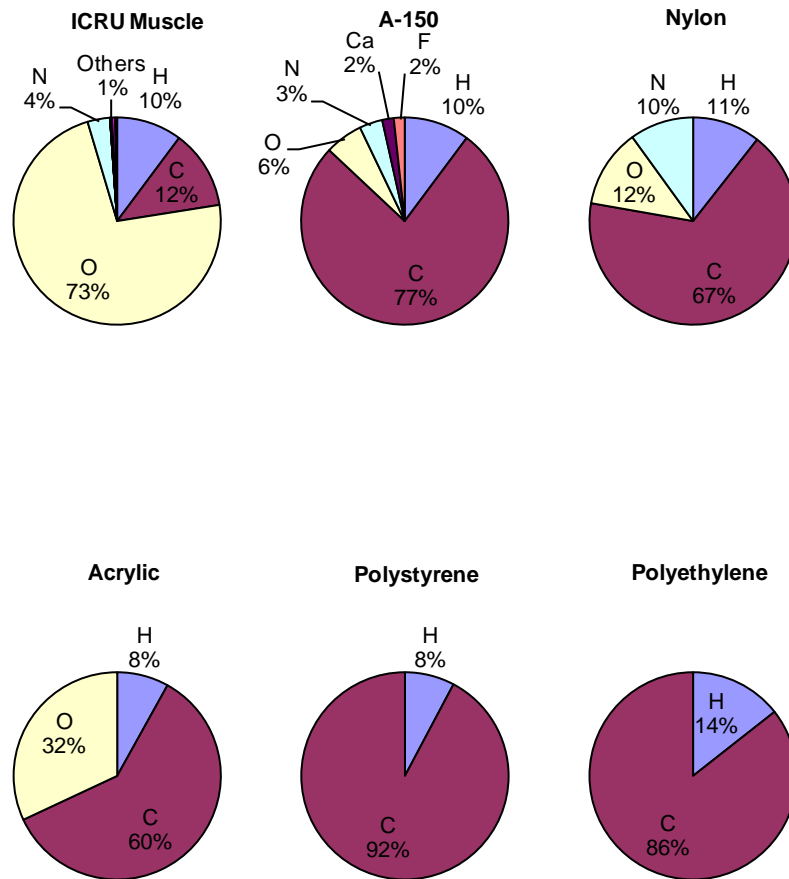 ICRU Muscle
N
4%
Others
1%
H
10%
C
12%
O
73%
A-150
Ca
2%
F
2%
N
3%
H
10%
O
6%
C
77%
Nylon
N
10%
H
11%
O
12%
C
67%
Acrylic
H
8%
O
32%
C
60%
Polystyrene
H
8%
C
92%
Polyethylene
H
14%
C
86%